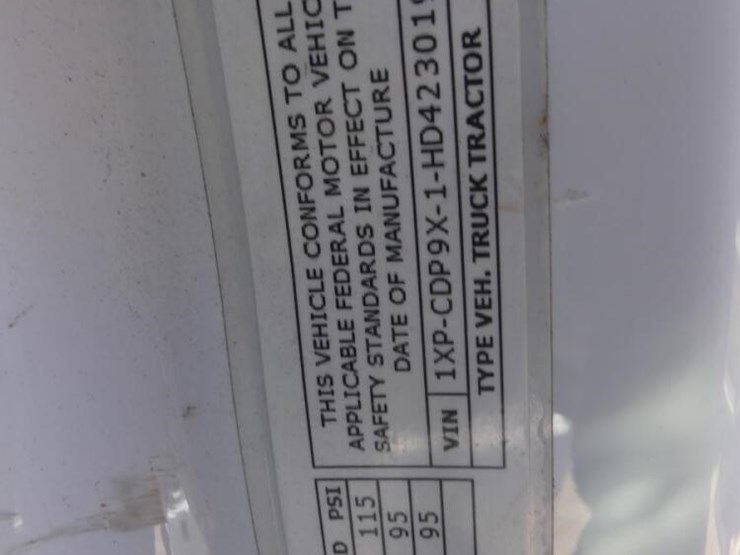 THIS VEHICLE CONFORMS TO ALL
APPLICABLE FEDERAL MOTOR VEHIC
SAFETY STANDARDS IN EFFECT ON T
DATE OF MANUFACTURE
VIN 1XP-CDP9X-1-HD423019
TYPE VEH. TRUCK TRACTOR
D PSI
115
95
95